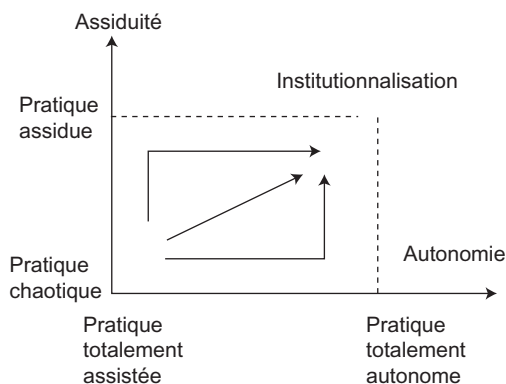 Assiduité
Institutionnalisation
Pratique
assidue
Autonomie
Pratique
chaotique
Pratique
totalement
assistée
Pratique
totalement
autonome